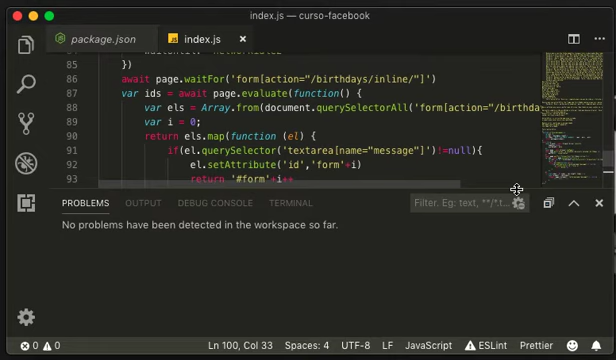 index.js — curso-facebook
package.json
JS index.js
85 })
86 await page.waitFor('form[action="/birthdays/inline/"]')
87 var ids = await page.evaluate(function() {
88 var els = Array.from(document.querySelectorAll('form[action="/birthda
89 var i = 0;
90 return els.map(function (el) {
91 if(el.querySelector('textarea[name="message"]')!=null){
92 el.setAttribute('id','form'+i)
93 return '#form'+i++
PROBLEMS OUTPUT DEBUG CONSOLE TERMINAL Filter. Eg: text, **/*.t...
No problems have been detected in the workspace so far.
0 0 Ln 100, Col 33 Spaces: 4 UTF-8 LF JavaScript ESLint Prettier